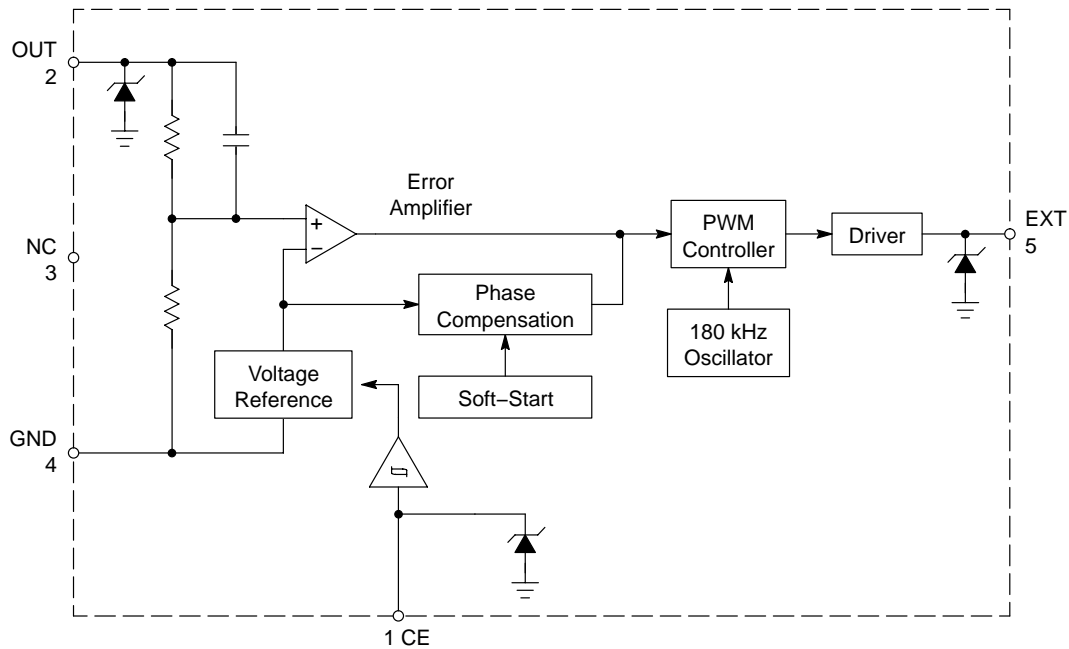 OUT
2
Error
Amplifier
+
−
NC
3
PWM
Controller
Driver
EXT
5
Phase
Compensation
180 kHz
Oscillator
Voltage
Reference
Soft−Start
GND
4
1 CE